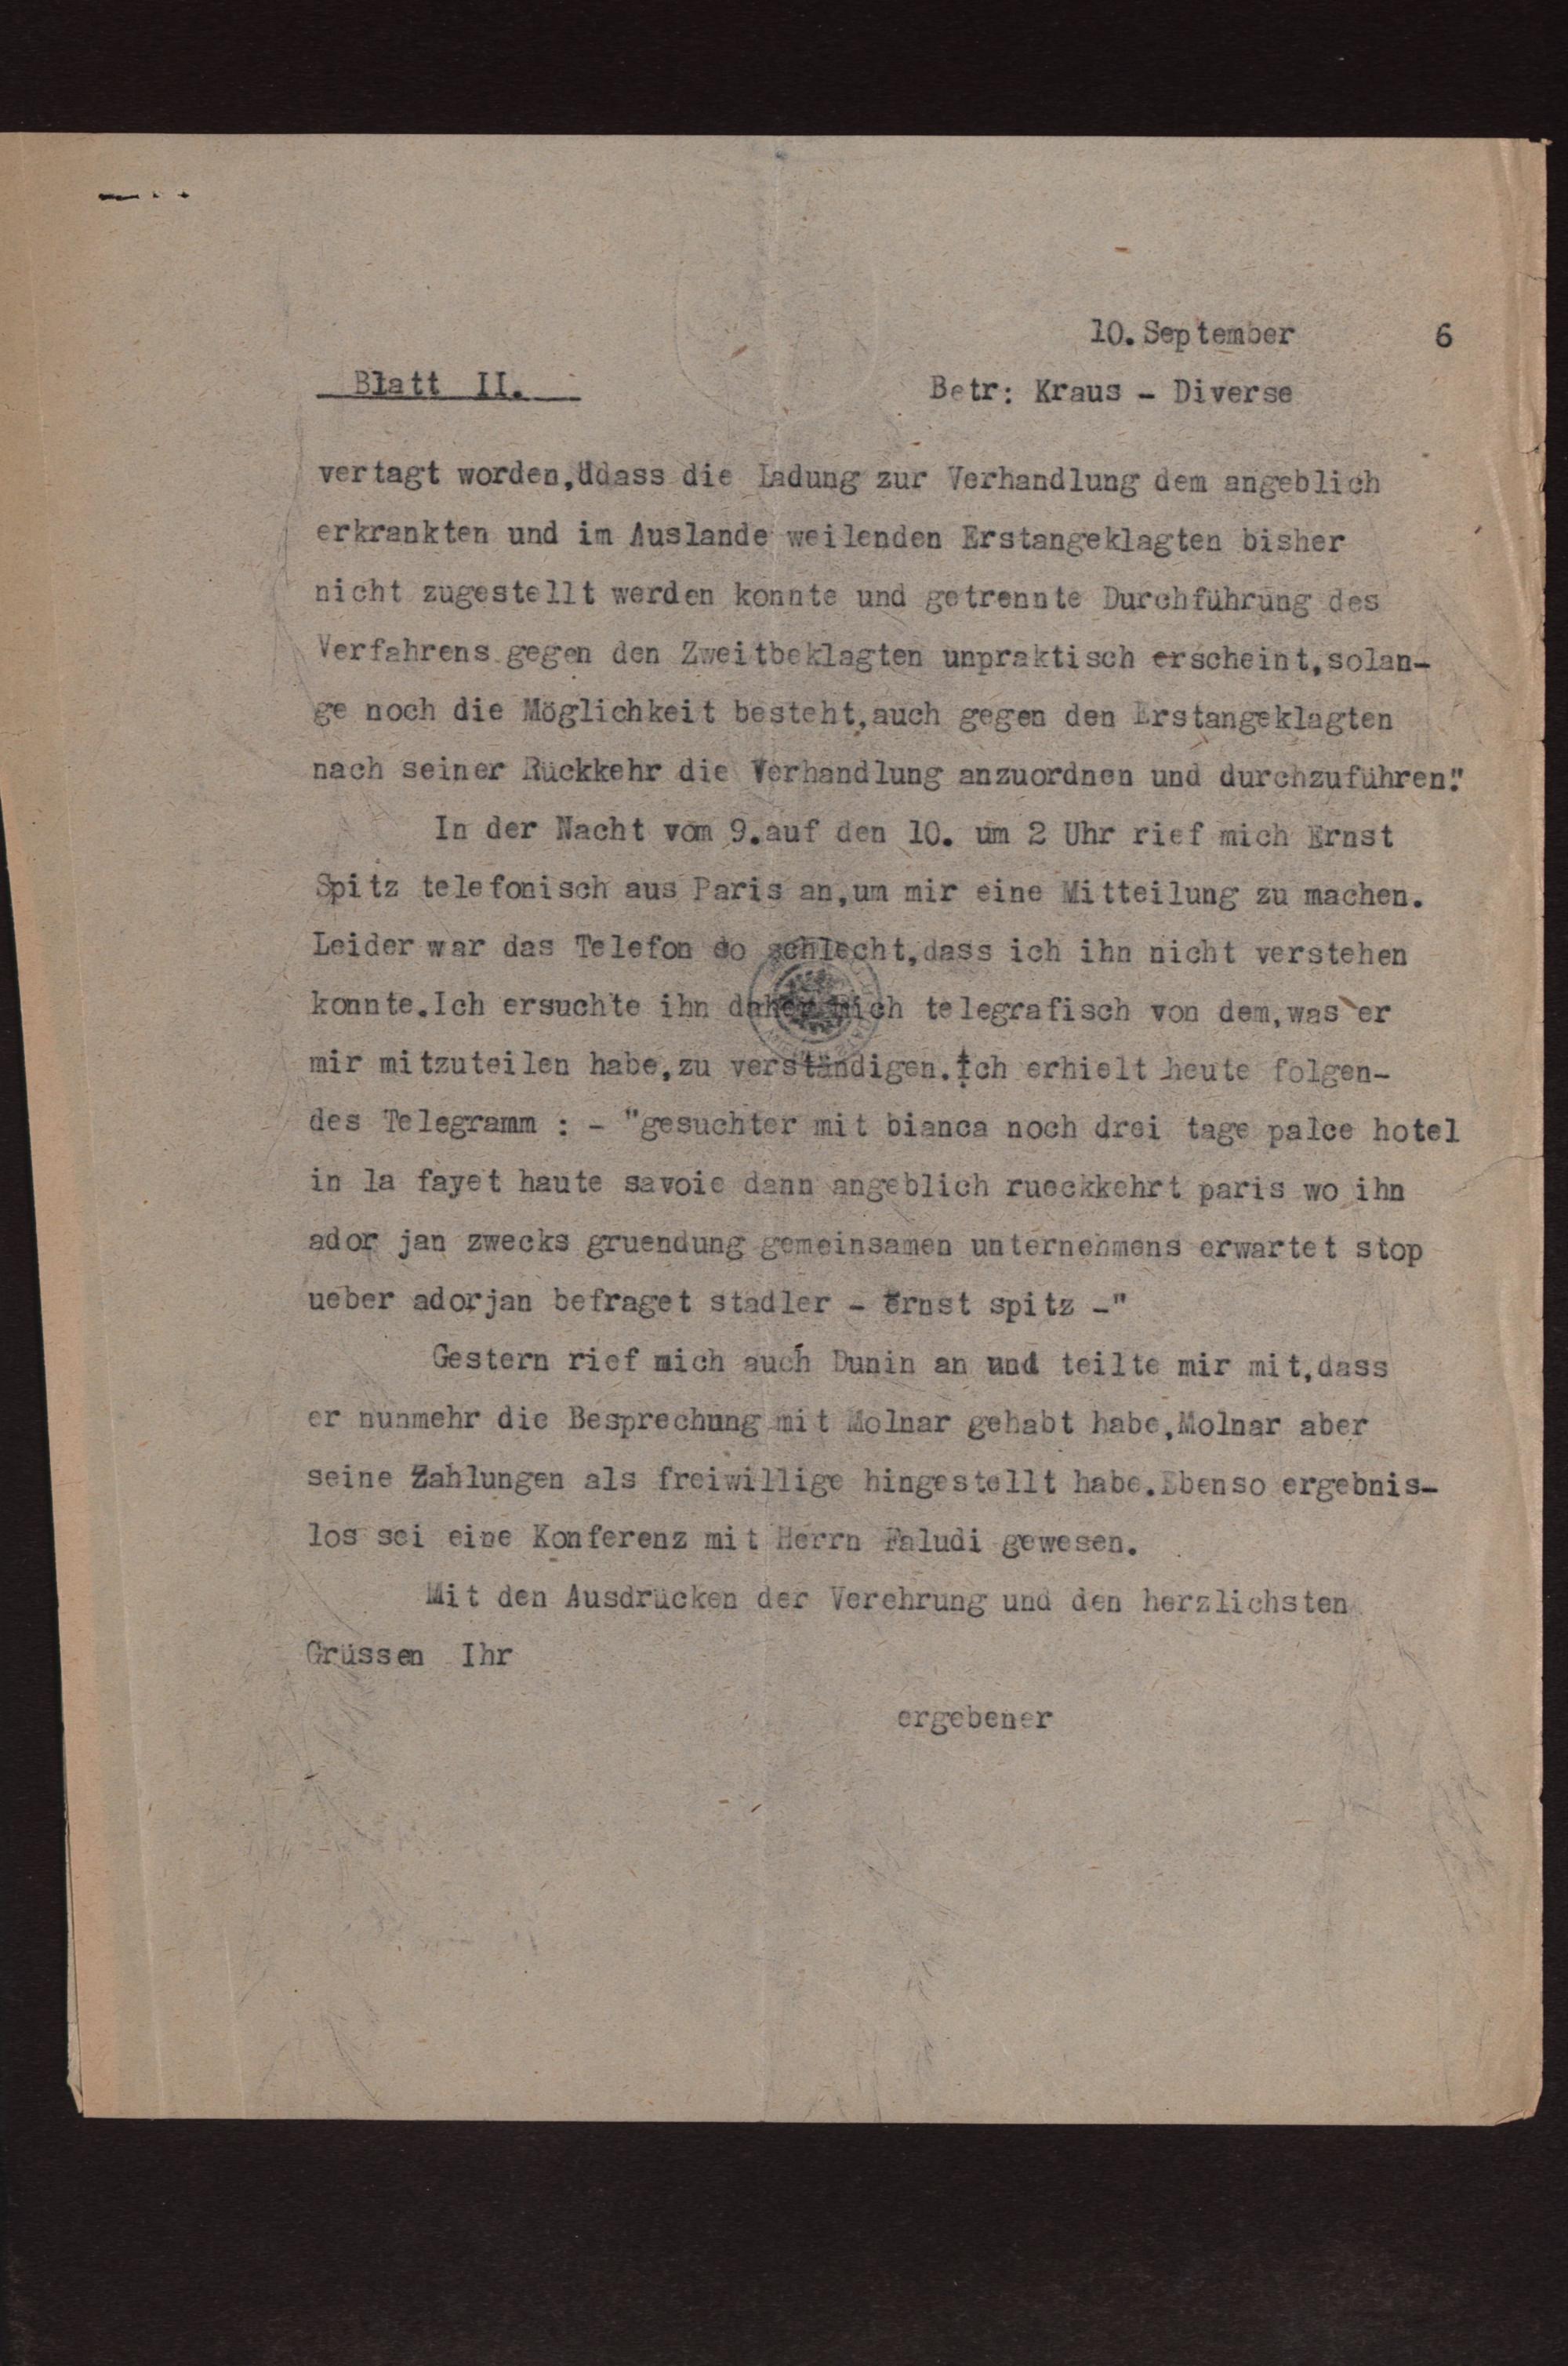 10.September 6
Blatt II.
Betr: Kraus - Diverse
vertagt worden,ddass die Ladung zur Verhandlung dem angeblich
erkrankten und im Auslande weilenden Erstangeklagten bisher
nicht zugestellt werden konnte und getrennte Durchführung des
Verfahrens gegen den Zweitbeklagten unpraktisch erscheint,solan-
ge noch die Möglichkeit besteht,auch gegen den Erstangeklagten
nach seiner Rückkehr die Verhandlung anzuordnen und durchzuführen."
In der Nacht vom 9.auf den 10. um 2 Uhr rief mich Ernst
Spitz telefonisch aus Paris an,um mir eine Mitteilung zu machen.
Leider war das Telefon so schlecht,dass ich ihn nicht verstehen
konnte.Ich ersuchte ihn daher mich telegrafisch von dem,was er
mir mitzuteilen habe,zu verständigen.Ich erhielt heute folgen-
des Telegramm : - "gesuchter mit bianca noch drei tage palce hotel
in la fayet haute savoie dann angeblich rueckkehrt paris wo ihn
ador jan zwecks gruendung gemeinsamen unternehmens erwartet stop
ueber adorjan befraget stadler - ernst spitz -"
Gestern rief mich auch Dunin an und teilte mir mit,dass
er nunmehr die Besprechung mit Molnar gehabt habe,Molnar aber
seine Zahlungen als freiwillige hingestellt habe.Ebenso ergebnis-
los sei eine Konferenz mit Herrn Faludi gewesen.
Mit den Ausdrücken der Verehrung und den herzlichsten
Grüssen Ihr
ergebener